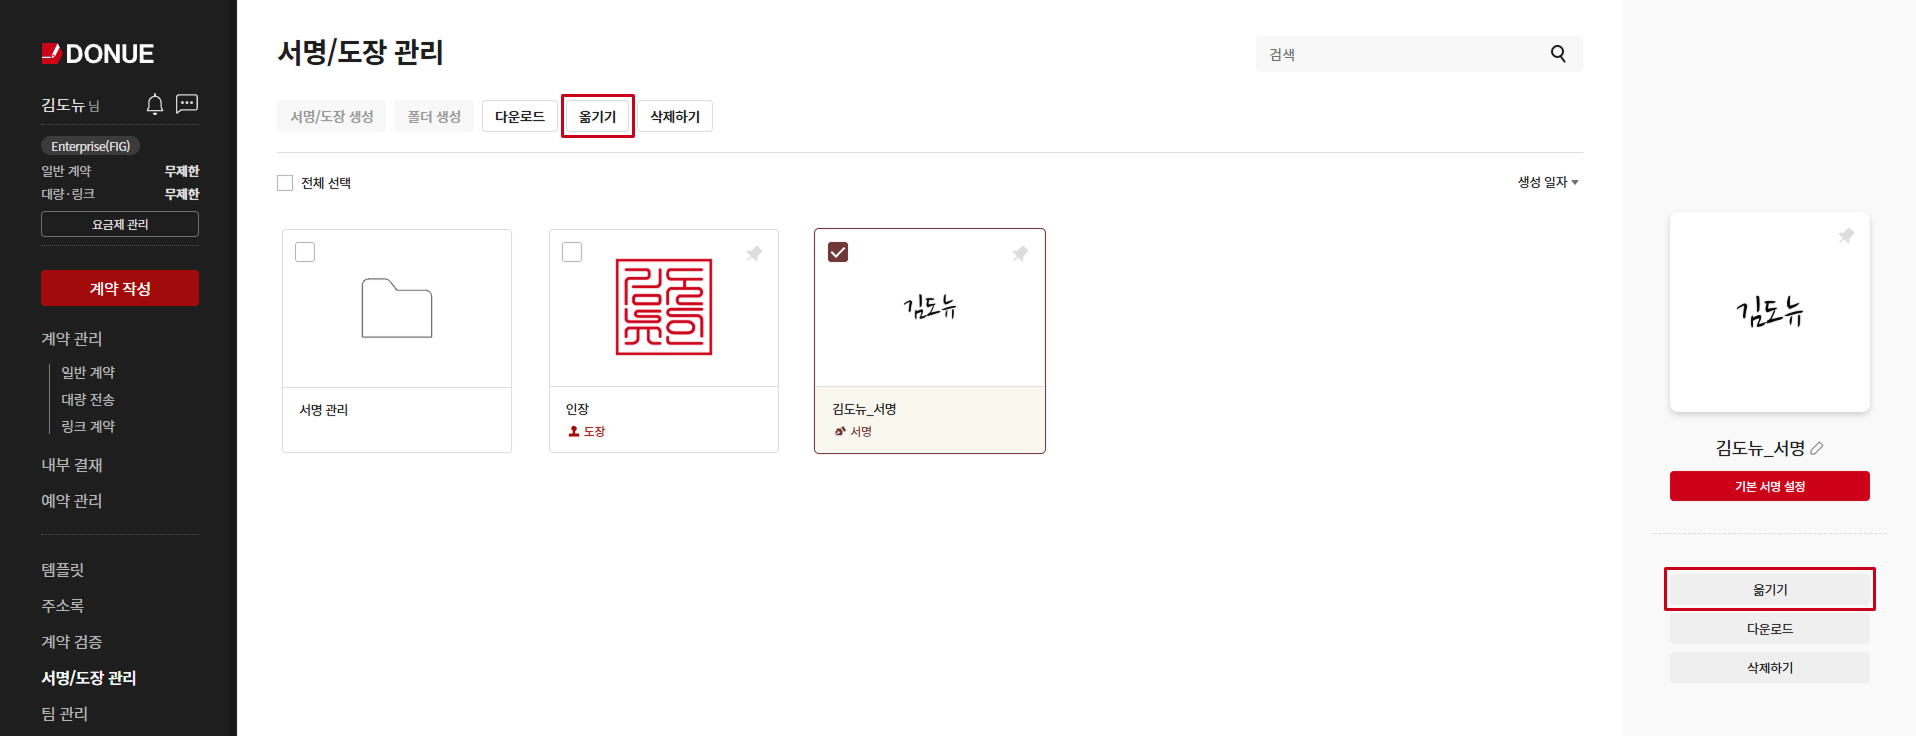 DONUE
김도뉴 님
Enterprise(FIG)
일반 계약 무제한
대량·링크 무제한
요금제 관리
계약 작성
계약 관리
일반 계약
대량 전송
링크 계약
내부 결재
예약 관리
템플릿
주소록
계약 검증
서명/도장 관리
팀 관리
서명/도장 관리
검색
서명/도장 생성 폴더 생성 다운로드 옮기기 삭제하기
전체 선택
생성 일자
서명 관리
인장
도장
김도뉴
김도뉴_서명
서명
김도뉴
김도뉴_서명
기본 서명 설정
옮기기
다운로드
삭제하기